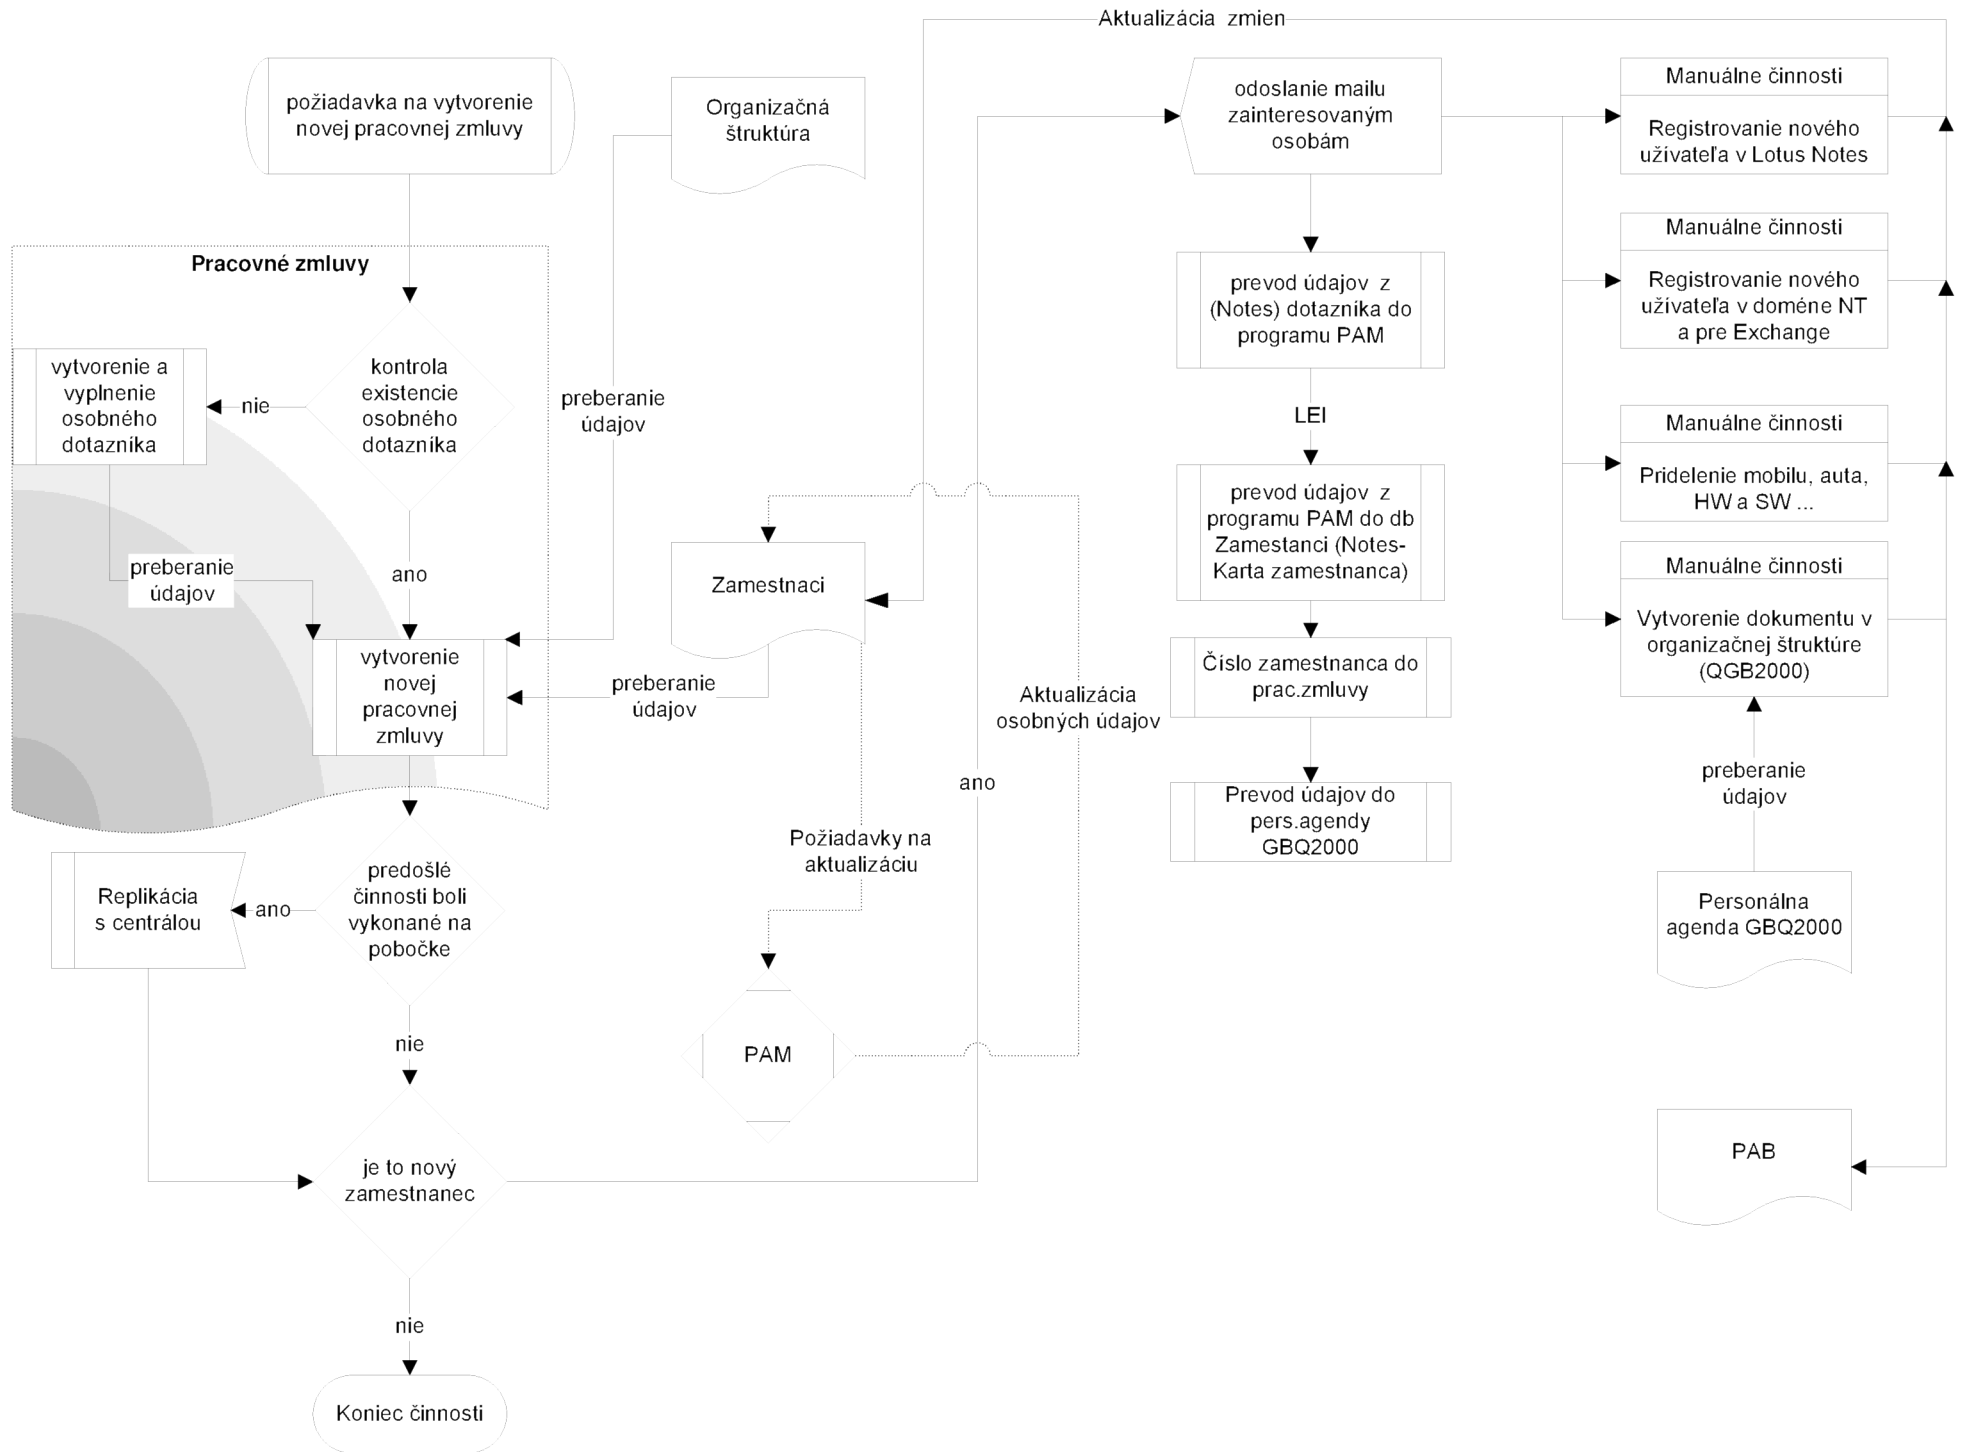 Aktualizácia  zmien
požiadavka na vytvorenie
novej pracovnej zmluvy
Organizačná
štruktúra
odoslanie mailu
zainteresovaným
osobám
Manuálne činnosti
Registrovanie nového
užívateľa v Lotus Notes
Pracovné zmluvy
Manuálne činnosti
Registrovanie nového
užívateľa v doméne NT
a pre Exchange
prevod údajov  z
(Notes) dotazníka do
programu PAM
vytvorenie a
vyplnenie
osobného
dotazníka
nie
kontrola
existencie
osobného
dotazníka
preberanie
údajov
LEI
Manuálne činnosti
Pridelenie mobilu, auta,
HW a SW ...
prevod údajov  z
programu PAM do db
Zamestanci (Notes-
Karta zamestnanca)
preberanie
údajov
ano
Zamestnaci
Manuálne činnosti
Vytvorenie dokumentu v
organizačnej štruktúre
(QGB2000)
vytvorenie
novej
pracovnej
zmluvy
preberanie
údajov
Aktualizácia
osobných údajov
Číslo zamestnanca do
prac.zmluvy
ano
preberanie
údajov
Prevod údajov do
pers.agendy
GBQ2000
Požiadavky na
aktualizáciu
Replikácia
s centrálou
ano
predošlé
činnosti boli
vykonané na
pobočke
Personálna
agenda GBQ2000
nie
PAM
je to nový
zamestnanec
PAB
nie
Koniec činnosti